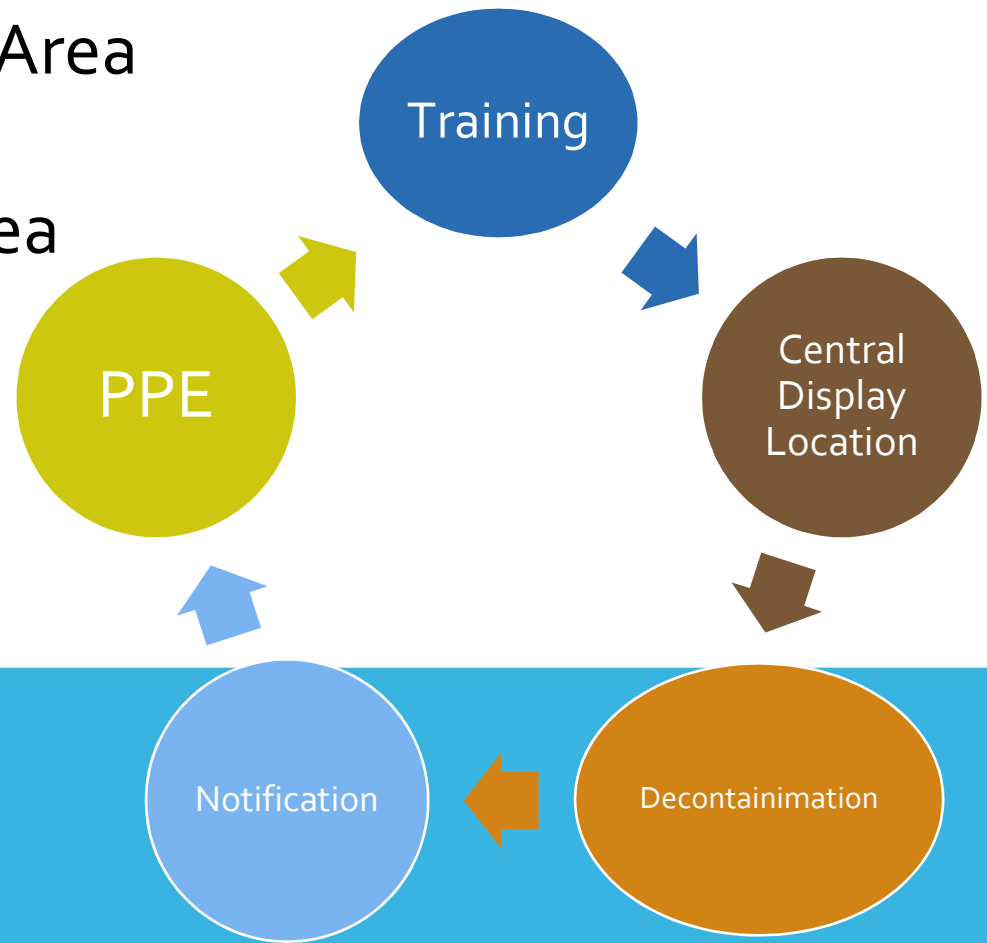 Area
ea
Training
PPE
Central
Display
Location
Notification
Decontainimation